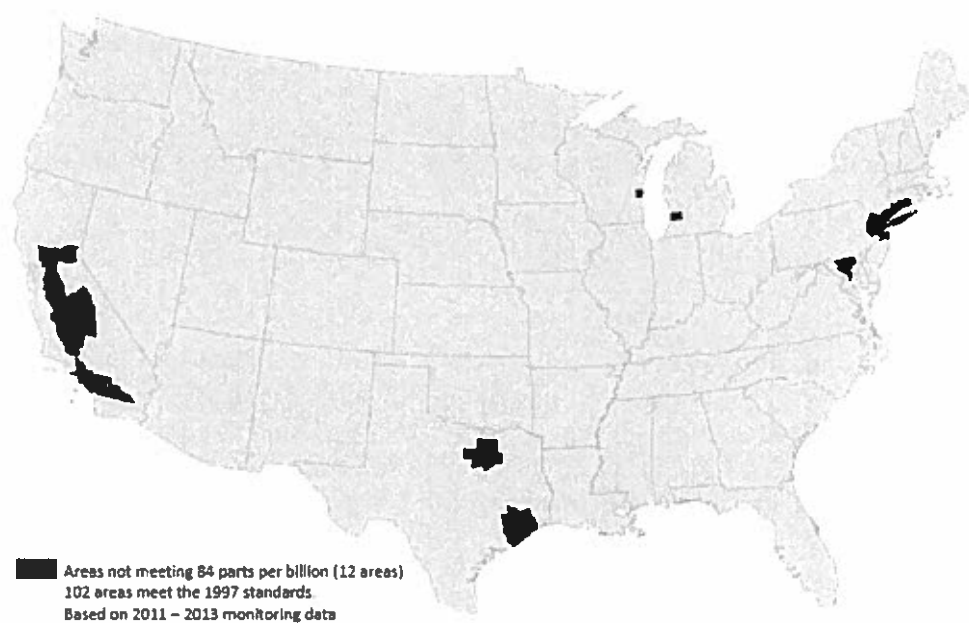 Areas not meeting 84 parts per billion (12 areas)
102 areas meet the 1997 standards.
Based on 2011 – 2013 monitoring data